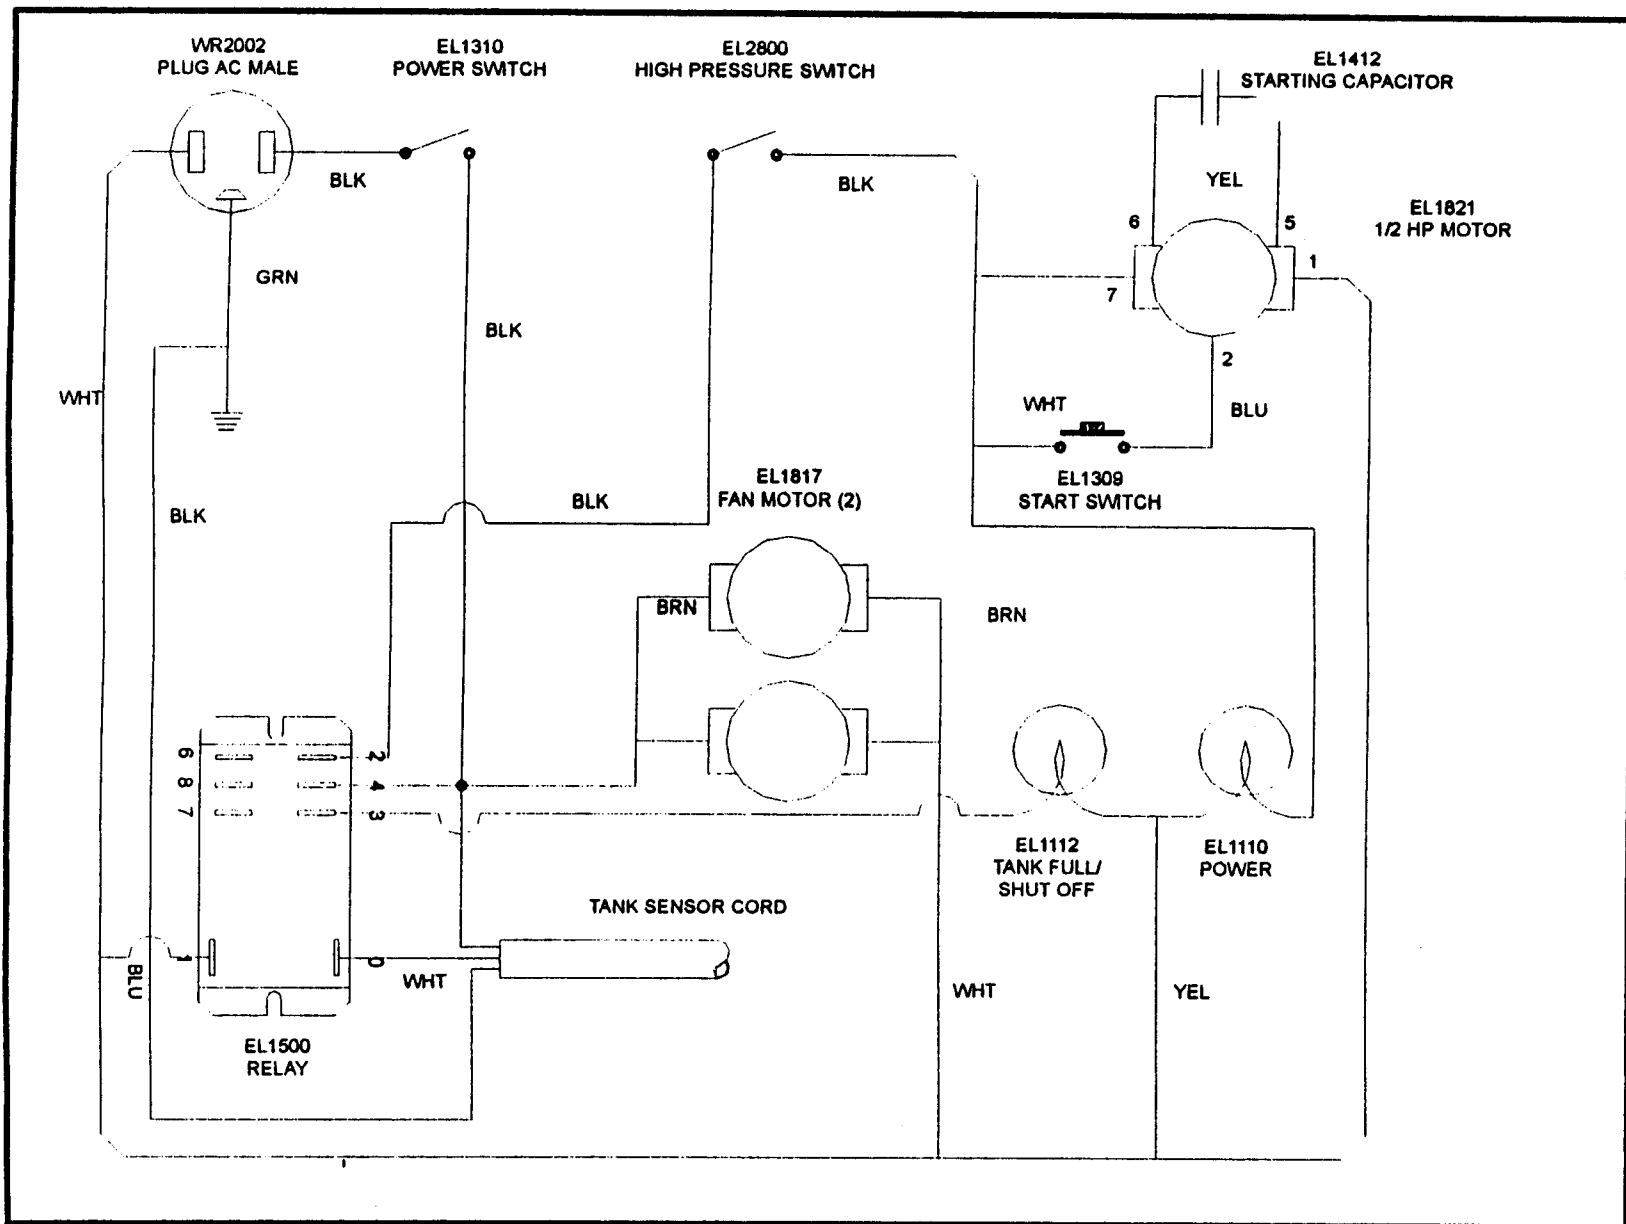 WR2002
PLUG AC MALE
EL1310
POWER SWITCH
EL2800
HIGH PRESSURE SWITCH
EL1412
STARTING CAPACITOR
BLK
BLK
YEL
6
5
EL1821
1/2 HP MOTOR
1
7
GRN
BLK
2
WHT
WHT
BLU
EL1309
START SWITCH
EL1817
FAN MOTOR (2)
BLK
BLK
BRN
BRN
6
2
8
4
7
3
EL1112
TANK FULL/
SHUT OFF
EL1110
POWER
TANK SENSOR CORD
1
0
BLU
WHT
WHT
YEL
EL1500
RELAY